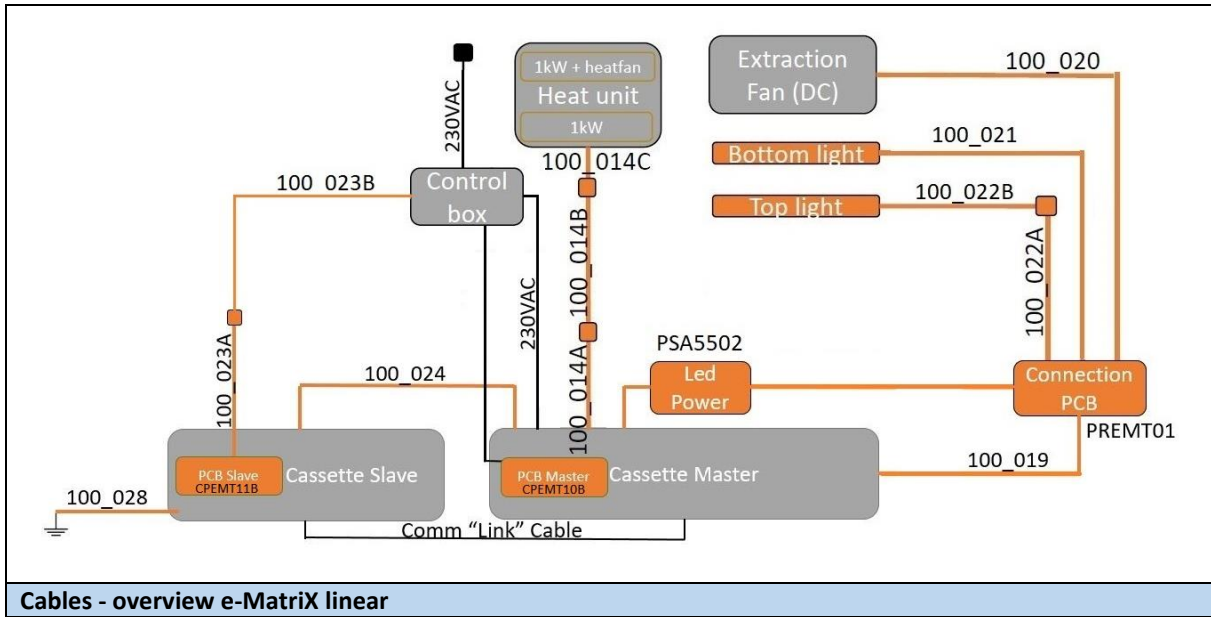 1kW + heatfan
Heat unit
1kW
230VAC
Extraction
Fan (DC)
100_020
Bottom light
100_021
Top light
100_022B
100_022A
100_014C
100_023B
Control
box
100_014B
230VAC
100_023A
100_024
100_014A
PSA5502
Led
Power
Connection
PCB
PREMT01
PCB Slave
CPEMT11B
Cassette Slave
PCB Master
CPEMT10B
Cassette Master
100_019
100_028
Comm “Link” Cable
Cables - overview e-MatriX linear